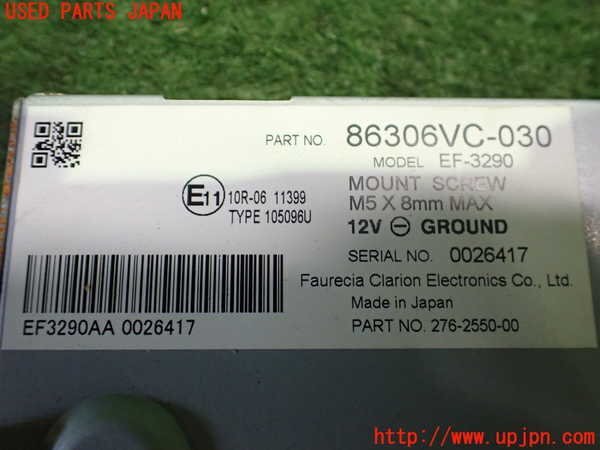 USED PARTS JAPAN
PART NO. 86306VC-030
MODEL EF-3290
MOUNT SCREW
M5 X 8mm MAX
E11 10R-06 11399
TYPE 105096U
12V ⊖ GROUND
SERIAL NO. 0026417
Faurecia Clarion Electronics Co., Ltd.
Made in Japan
EF3290AA 0026417
PART NO. 276-2550-00
http://www.upjpn.com